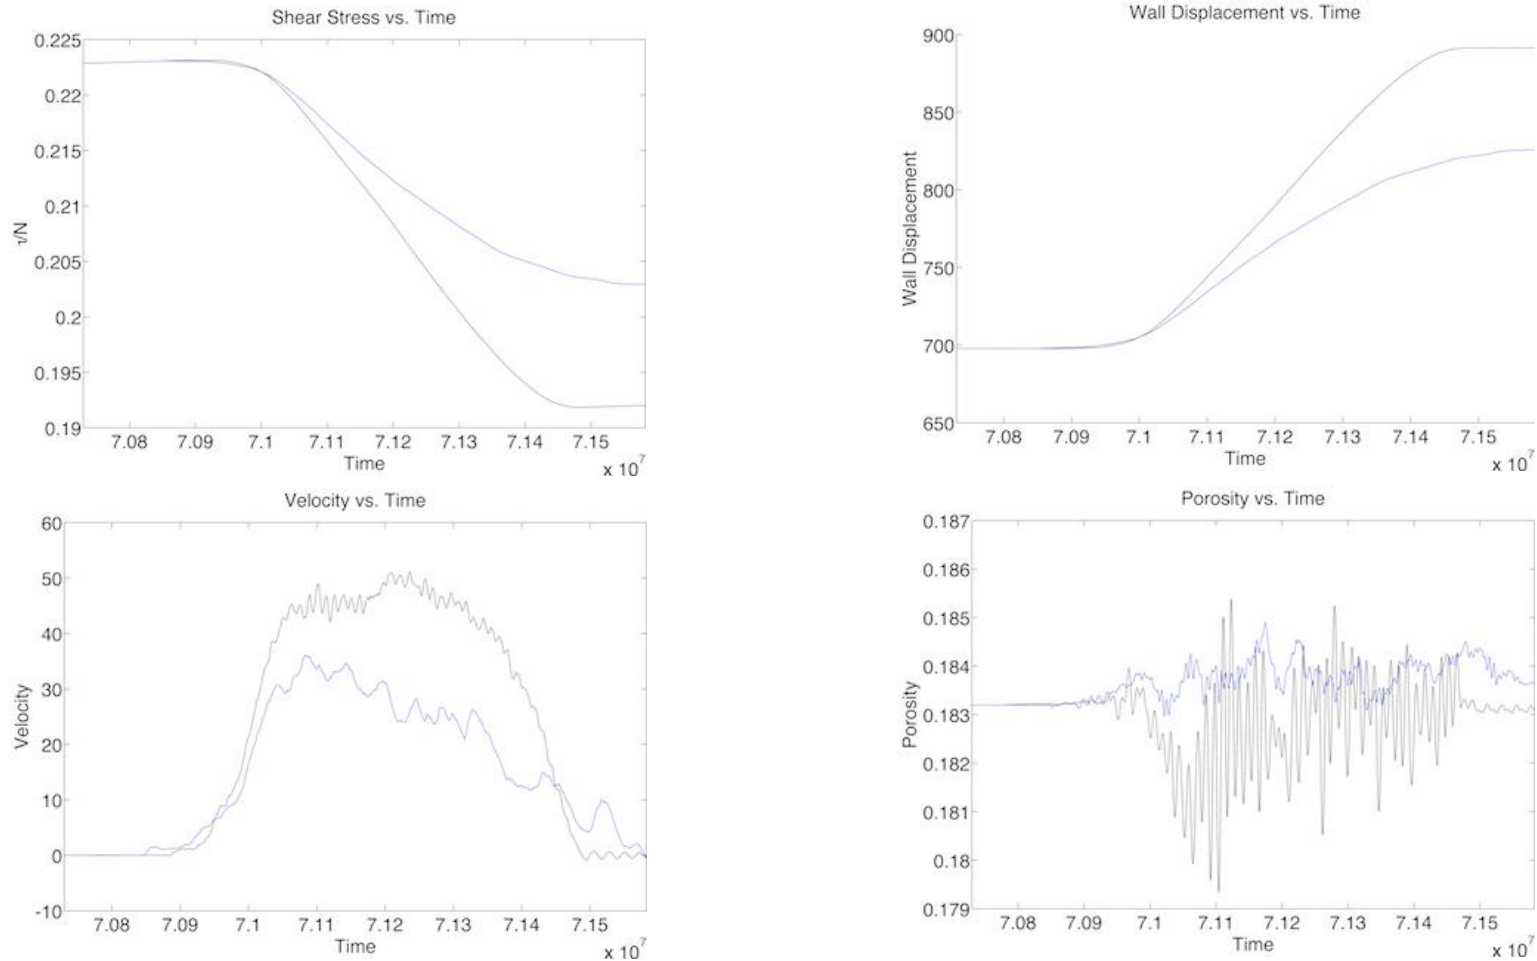 Shear Stress vs. Time
0.225
0.22
0.215
0.21
0.205
0.2
0.195
0.19
τ/N
7.08 7.09 7.1 7.11 7.12 7.13 7.14 7.15
Time
x 10^7
Wall Displacement vs. Time
900
850
800
750
700
650
Wall Displacement
7.08 7.09 7.1 7.11 7.12 7.13 7.14 7.15
Time
x 10^7
Velocity vs. Time
60
50
40
30
20
10
0
-10
Velocity
7.08 7.09 7.1 7.11 7.12 7.13 7.14 7.15
Time
x 10^7
Porosity vs. Time
0.187
0.186
0.185
0.184
0.183
0.182
0.181
0.18
0.179
Porosity
7.08 7.09 7.1 7.11 7.12 7.13 7.14 7.15
Time
x 10^7